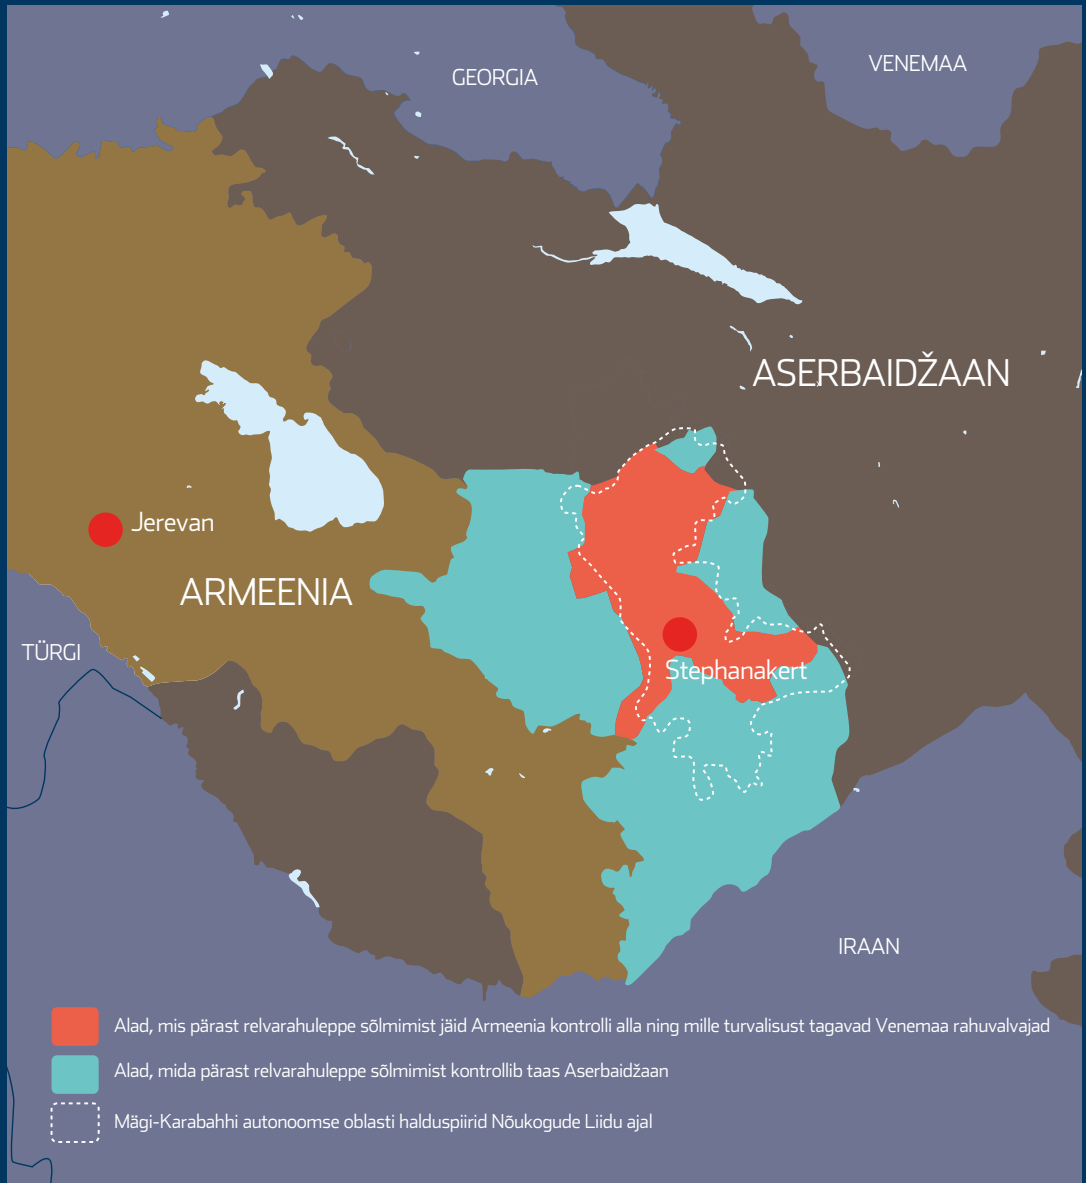 GEORGIA
VENEMAA
ASERBAIDŽAAN
Jerevan
ARMEENIA
TÜRGI
Stephanakert
IRAAN
Alad, mis pärast relvarahuleppe sõlmimist jäid Armeenia kontrolli alla ning mille turvalisust tagavad Venemaa rahuvalvajad
Alad, mida pärast relvarahuleppe sõlmimist kontrollib taas Aserbaidžaan
Mägi-Karabahhi autonoomse oblasti halduspiirid Nõukogude Liidu ajal